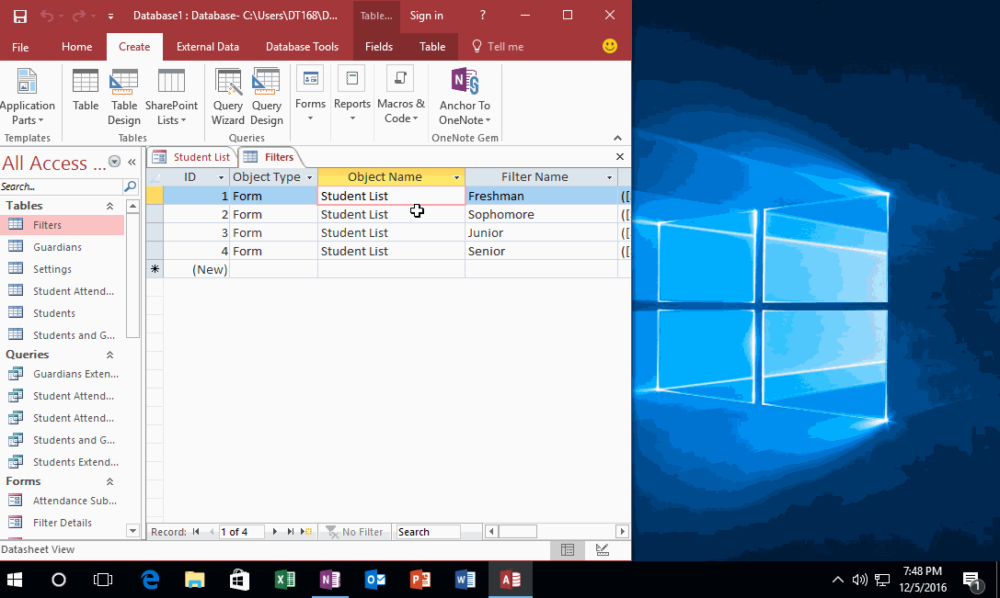 Database1 : Database- C:\Users\DT168\D... Table... Sign in ?
File Home Create External Data Database Tools Fields Table Tell me
Application Parts
Table
Table Design
SharePoint Lists
Query Wizard
Query Design
Forms
Reports
Macros & Code
Anchor To OneNote
Templates Tables Queries OneNote Gem
All Access ...
Search...
Tables
Filters
Guardians
Settings
Student Attend...
Students
Students and G...
Queries
Guardians Exten...
Student Attend...
Student Attend...
Students and G...
Students Extend...
Forms
Attendance Sub...
Filter Details
Student List Filters
ID Object Type Object Name Filter Name
1 Form Student List Freshman ([
2 Form Student List Sophomore ([
3 Form Student List Junior ([
4 Form Student List Senior ([
(New)
Record: 1 of 4 No Filter Search
Datasheet View
7:48 PM
12/5/2016
1